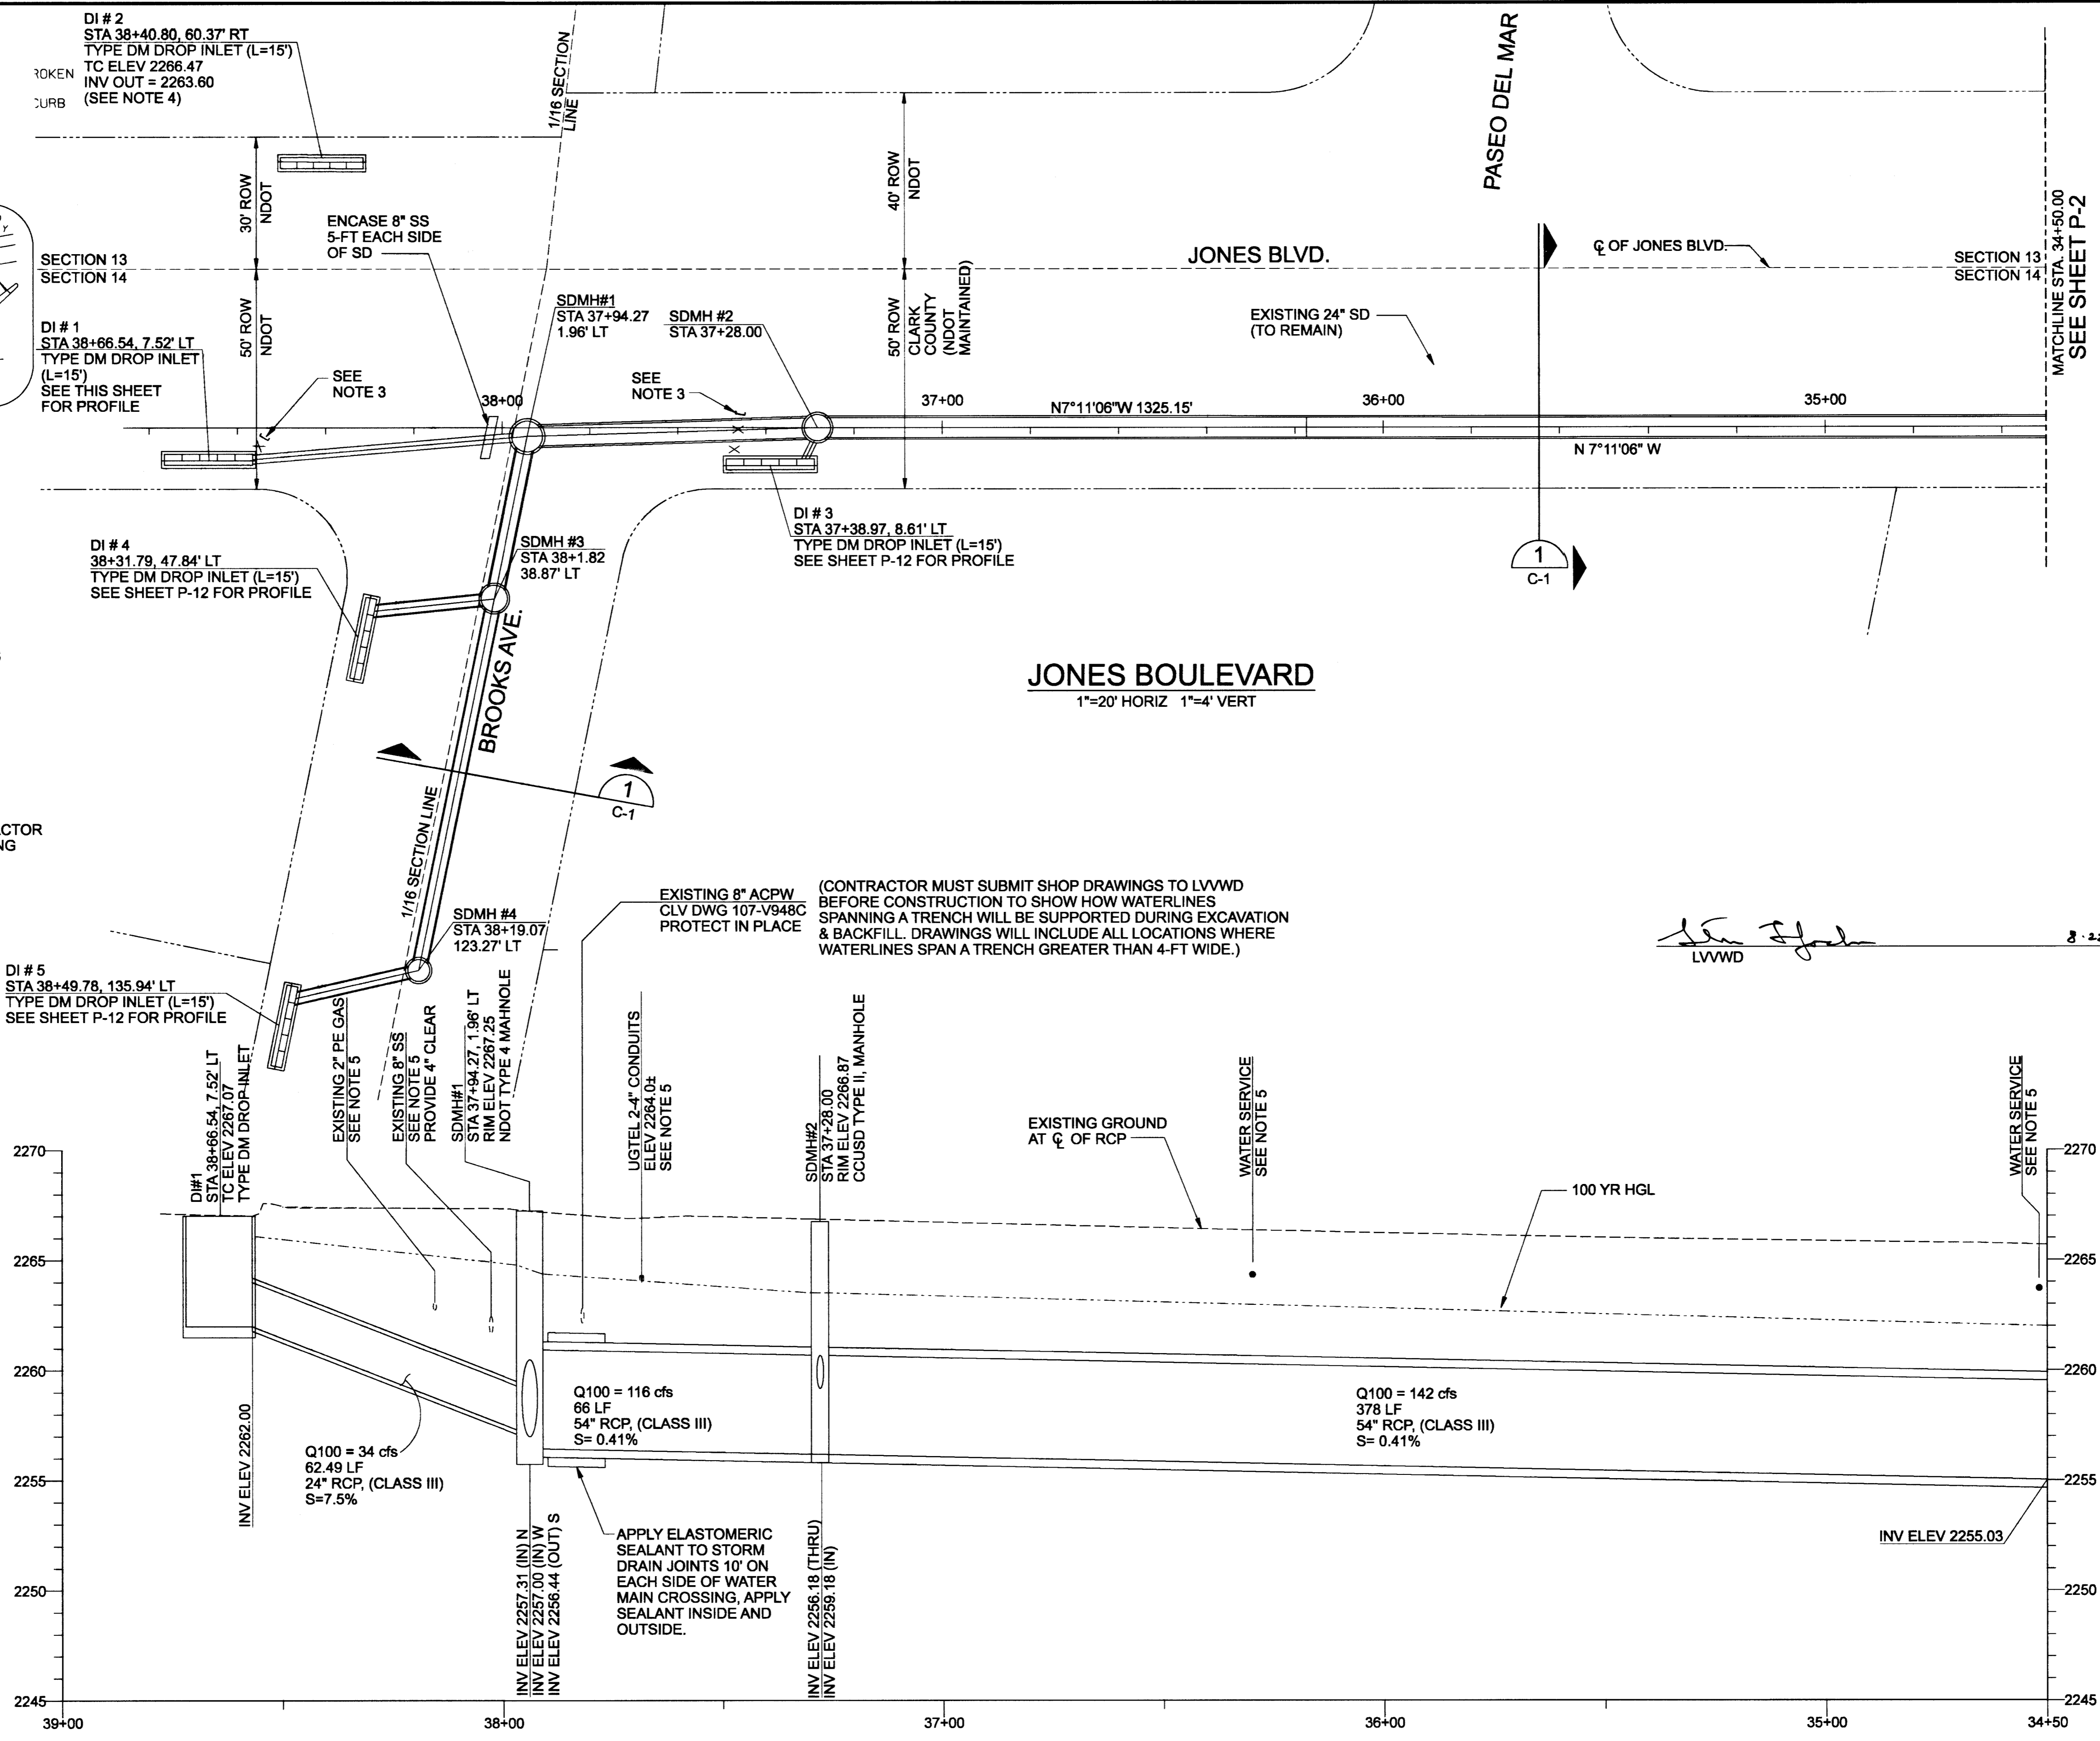 DI # 2
STA 38+40.80, 60.37' RT
TYPE DM DROP INLET (L=15')
TC ELEV 2266.47
INV OUT = 2263.60
(SEE NOTE 4)
ROKEN
CURB
1/16 SECTION
LINE
30' ROW
NDOT
40' ROW
NDOT
PASEO DEL MAR
ENCASE 8" SS
5-FT EACH SIDE
OF SD
SECTION 13
SECTION 14
JONES BLVD.
℄ OF JONES BLVD.
SECTION 13
SECTION 14
MATCHLINE STA. 34+50.00
SEE SHEET P-2
50' ROW
NDOT
50' ROW
CLARK
COUNTY
(NDOT
MAINTAINED)
DI # 1
STA 38+66.54, 7.52' LT
TYPE DM DROP INLET
(L=15')
SEE THIS SHEET
FOR PROFILE
SDMH#1
STA 37+94.27
1.96' LT
SDMH #2
STA 37+28.00
EXISTING 24" SD
(TO REMAIN)
SEE
NOTE 3
SEE
NOTE 3
38+00
37+00
N7°11'06"W 1325.15'
36+00
35+00
N 7°11'06" W
DI # 3
STA 37+38.97, 8.61' LT
TYPE DM DROP INLET (L=15')
SEE SHEET P-12 FOR PROFILE
DI # 4
38+31.79, 47.84' LT
TYPE DM DROP INLET (L=15')
SEE SHEET P-12 FOR PROFILE
SDMH #3
STA 38+1.82
38.87' LT
1
C-1
BROOKS AVE.
JONES BOULEVARD
1"=20' HORIZ 1"=4' VERT
1
C-1
1/16 SECTION LINE
CTOR
NG
EXISTING 8" ACPW
CLV DWG 107-V948C
PROTECT IN PLACE
(CONTRACTOR MUST SUBMIT SHOP DRAWINGS TO LVVWD
BEFORE CONSTRUCTION TO SHOW HOW WATERLINES
SPANNING A TRENCH WILL BE SUPPORTED DURING EXCAVATION
& BACKFILL. DRAWINGS WILL INCLUDE ALL LOCATIONS WHERE
WATERLINES SPAN A TRENCH GREATER THAN 4-FT WIDE.)
LVVWD
SDMH #4
STA 38+19.07
123.27' LT
DI # 5
STA 38+49.78, 135.94' LT
TYPE DM DROP INLET (L=15')
SEE SHEET P-12 FOR PROFILE
DI#1
STA 38+66.54, 7.52' LT
TC ELEV 2267.07
TYPE DM DROP INLET
EXISTING 2" PE GAS
SEE NOTE 5
EXISTING 8" SS
SEE NOTE 5
PROVIDE 4" CLEAR
SDMH#1
STA 37+94.27, 1.96' LT
RIM ELEV 2267.25
NDOT TYPE 4 MAHNOLE
UGTEL 2-4" CONDUITS
ELEV 2264.0±
SEE NOTE 5
SDMH#2
STA 37+28.00
RIM ELEV 2266.87
CCUSD TYPE II, MANHOLE
EXISTING GROUND
AT ℄ OF RCP
WATER SERVICE
SEE NOTE 5
100 YR HGL
WATER SERVICE
SEE NOTE 5
2270
2265
2260
2255
2250
2245
2270
2265
2260
2255
2250
2245
INV ELEV 2262.00
Q100 = 34 cfs
62.49 LF
24" RCP, (CLASS III)
S=7.5%
Q100 = 116 cfs
66 LF
54" RCP, (CLASS III)
S= 0.41%
Q100 = 142 cfs
378 LF
54" RCP, (CLASS III)
S= 0.41%
INV ELEV 2257.31 (IN) N
INV ELEV 2257.00 (IN) W
INV ELEV 2256.44 (OUT) S
APPLY ELASTOMERIC
SEALANT TO STORM
DRAIN JOINTS 10' ON
EACH SIDE OF WATER
MAIN CROSSING, APPLY
SEALANT INSIDE AND
OUTSIDE.
INV ELEV 2256.18 (THRU)
INV ELEV 2259.18 (IN)
INV ELEV 2255.03
39+00
38+00
37+00
36+00
35+00
34+50